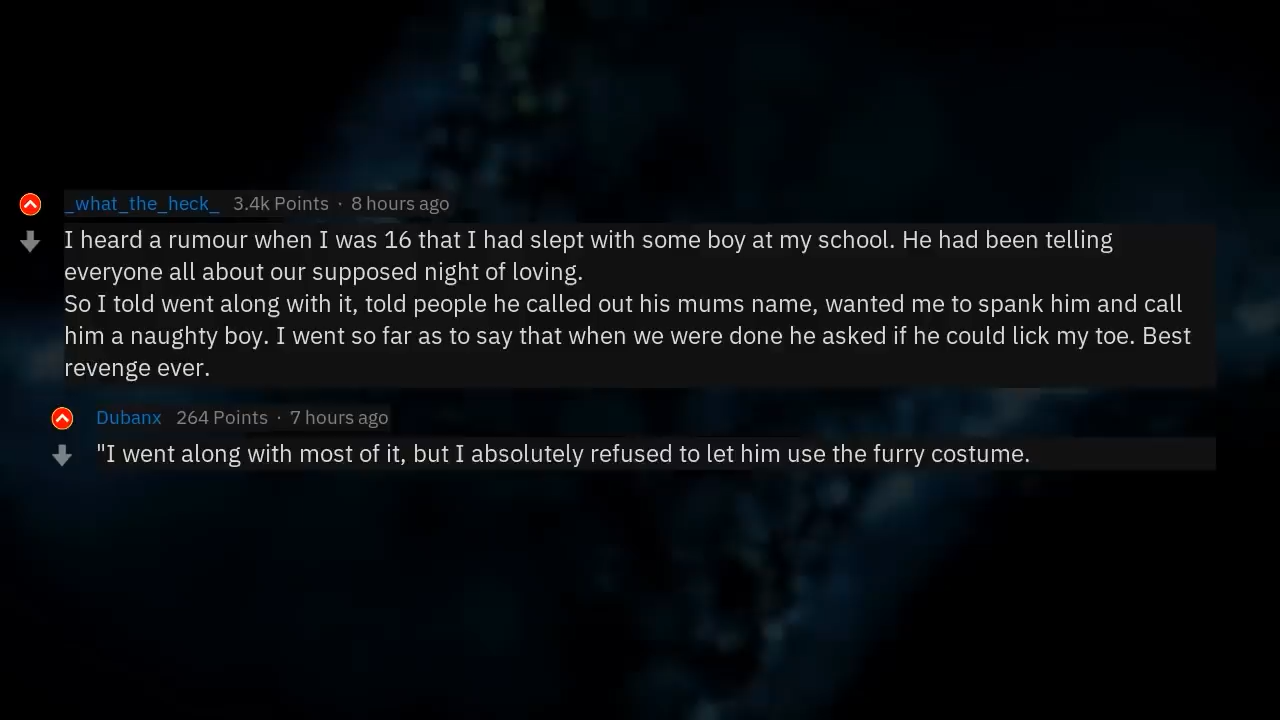 _what_the_heck_ 3.4k Points · 8 hours ago
I heard a rumour when I was 16 that I had slept with some boy at my school. He had been telling
everyone all about our supposed night of loving.
So I told went along with it, told people he called out his mums name, wanted me to spank him and call
him a naughty boy. I went so far as to say that when we were done he asked if he could lick my toe. Best
revenge ever.
Dubanx 264 Points · 7 hours ago
"I went along with most of it, but I absolutely refused to let him use the furry costume.